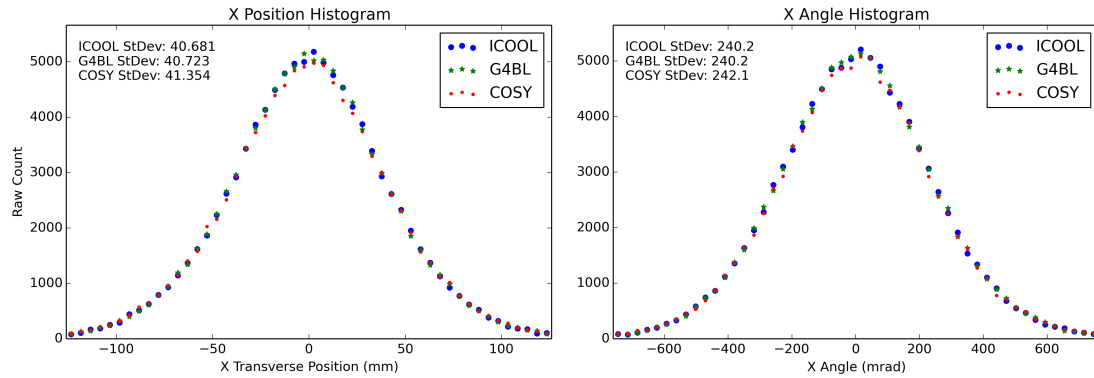 X Position Histogram
ICOOL StDev: 40.681
G4BL StDev: 40.723
COSY StDev: 41.354
ICOOL
G4BL
COSY
Raw Count
5000
4000
3000
2000
1000
0
−100
−50
0
50
100
X Transverse Position (mm)
X Angle Histogram
ICOOL StDev: 240.2
G4BL StDev: 240.2
COSY StDev: 242.1
ICOOL
G4BL
COSY
5000
4000
3000
2000
1000
0
−600
−400
−200
0
200
400
600
X Angle (mrad)